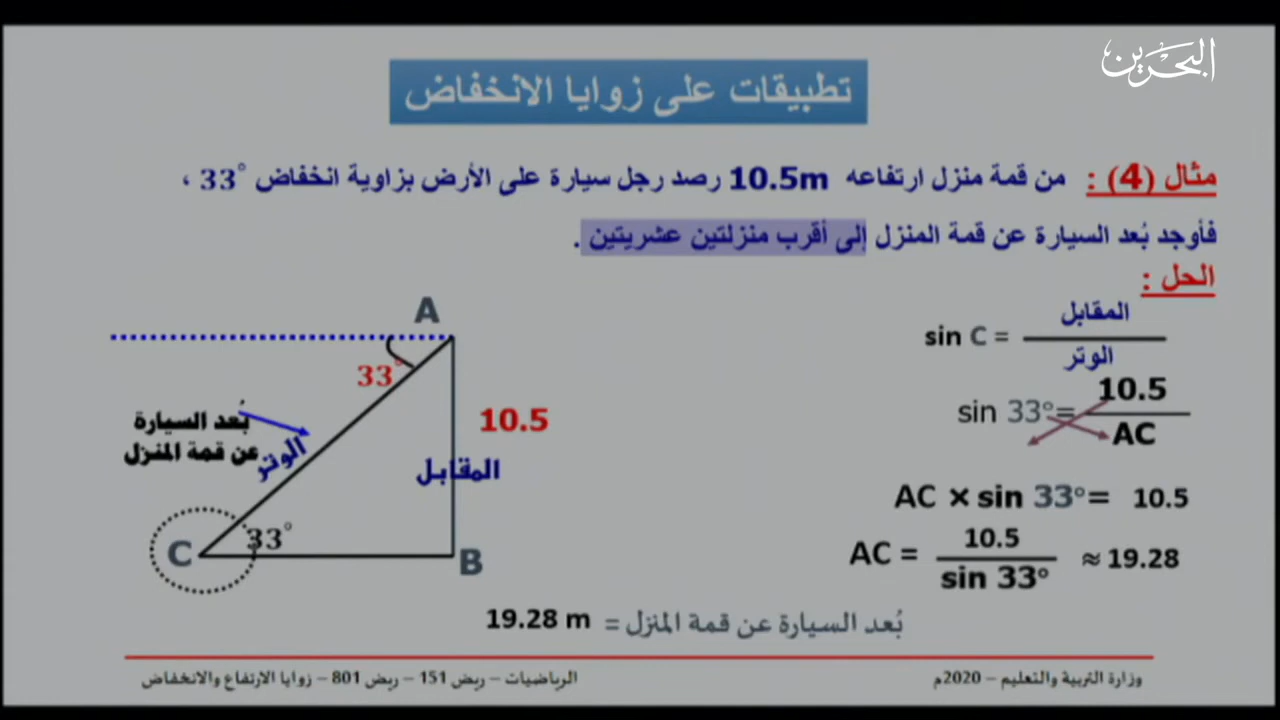 البحرين
تطبيقات على زوايا الانخفاض
مثال (4) : من قمة منزل ارتفاعه 10.5m رصد رجل سيارة على الأرض بزاوية انخفاض 33° ،
فأوجد بُعد السيارة عن قمة المنزل إلى أقرب منزلتين عشريتين .
الحل :
sin C = المقابل / الوتر
sin 33° = 10.5 / AC
AC × sin 33° = 10.5
AC = 10.5 / sin 33° ≈ 19.28
بُعد السيارة عن قمة المنزل = 19.28 m
A
33°
10.5
بُعد السيارة
عن قمة المنزل
الوتر
المقابل
33°
C
B
وزارة التربية والتعليم – 2020م
الرياضيات – ريض 151 – ريض 801 – زوايا الارتفاع والانخفاض